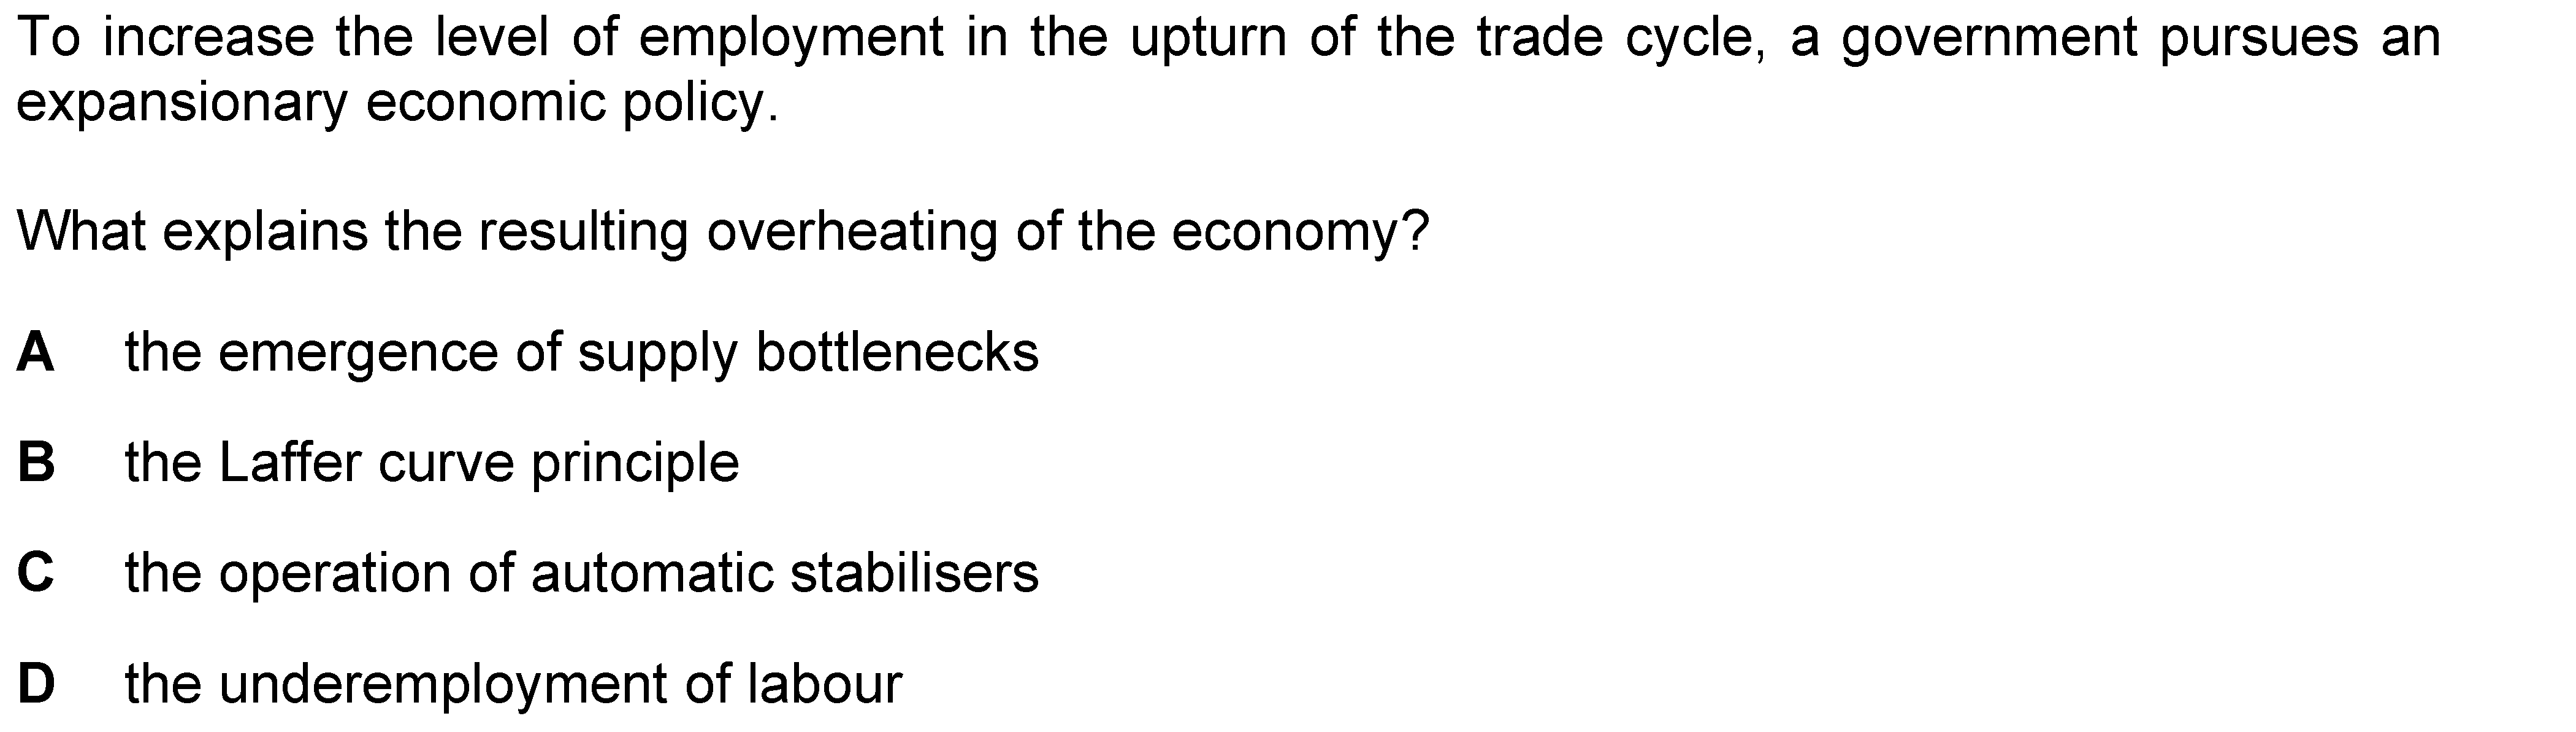 To increase the level of employment in the upturn of the trade cycle, a government pursues an
expansionary economic policy.
What explains the resulting overheating of the economy?
A the emergence of supply bottlenecks
B the Laffer curve principle
C the operation of automatic stabilisers
D the underemployment of labour